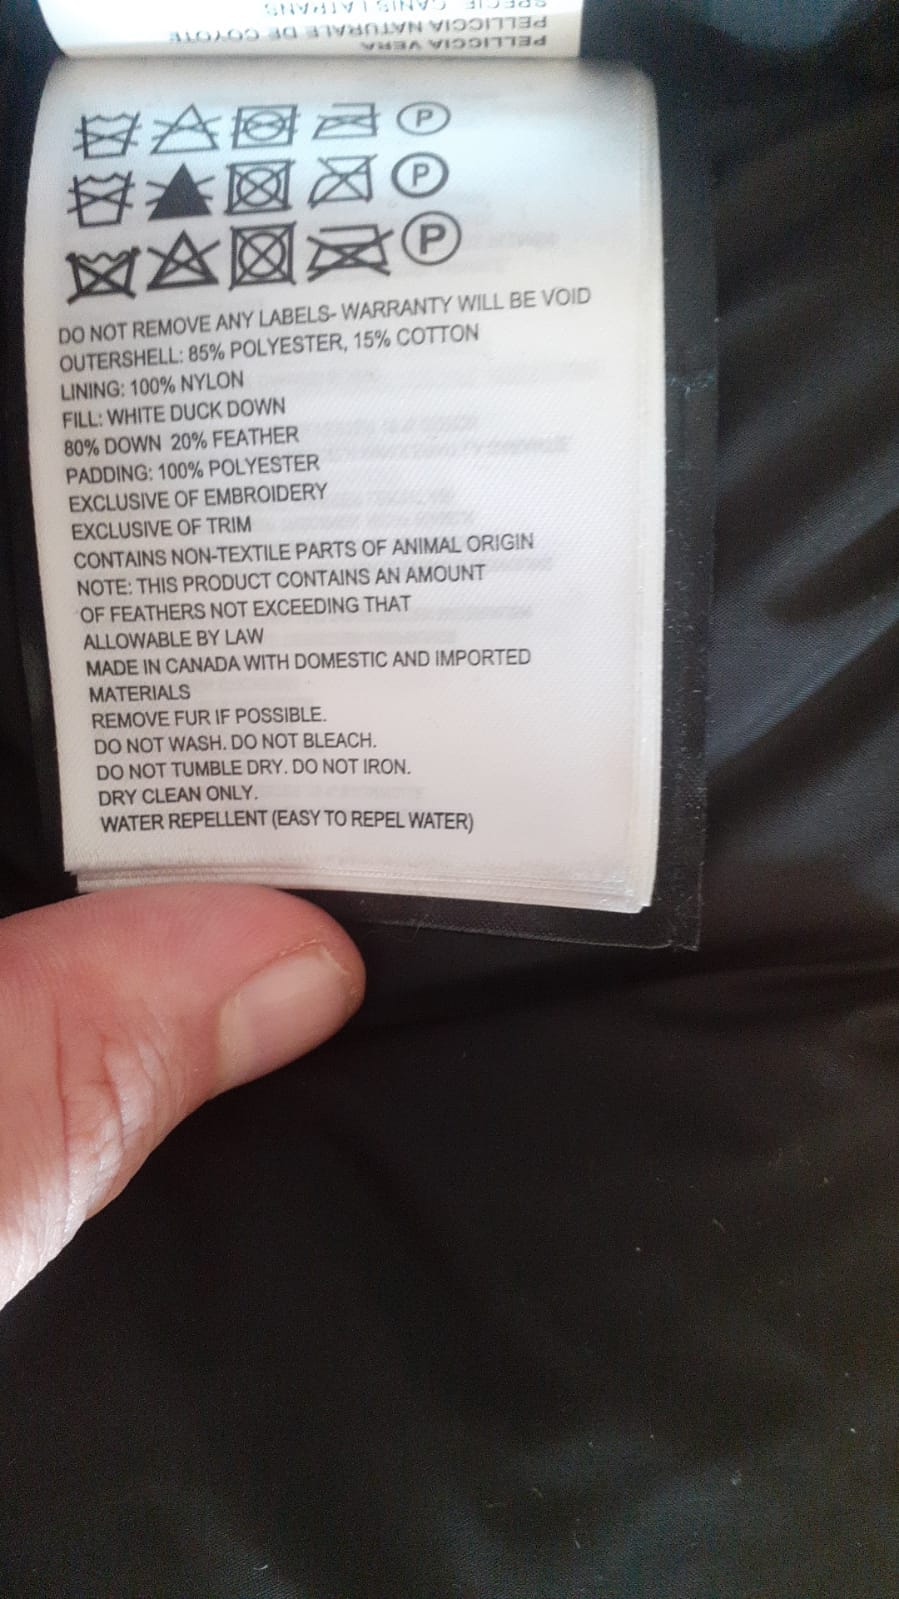 SPECIE CANIS LATRANS
PELLICCIA NATURALE DE COYOTE
PELLICCIA VERA
P
P
P
DO NOT REMOVE ANY LABELS- WARRANTY WILL BE VOID
OUTERSHELL: 85% POLYESTER, 15% COTTON
LINING: 100% NYLON
FILL: WHITE DUCK DOWN
80% DOWN 20% FEATHER
PADDING: 100% POLYESTER
EXCLUSIVE OF EMBROIDERY
EXCLUSIVE OF TRIM
CONTAINS NON-TEXTILE PARTS OF ANIMAL ORIGIN
NOTE: THIS PRODUCT CONTAINS AN AMOUNT
OF FEATHERS NOT EXCEEDING THAT
ALLOWABLE BY LAW
MADE IN CANADA WITH DOMESTIC AND IMPORTED
MATERIALS
REMOVE FUR IF POSSIBLE.
DO NOT WASH. DO NOT BLEACH.
DO NOT TUMBLE DRY. DO NOT IRON.
DRY CLEAN ONLY.
WATER REPELLENT (EASY TO REPEL WATER)